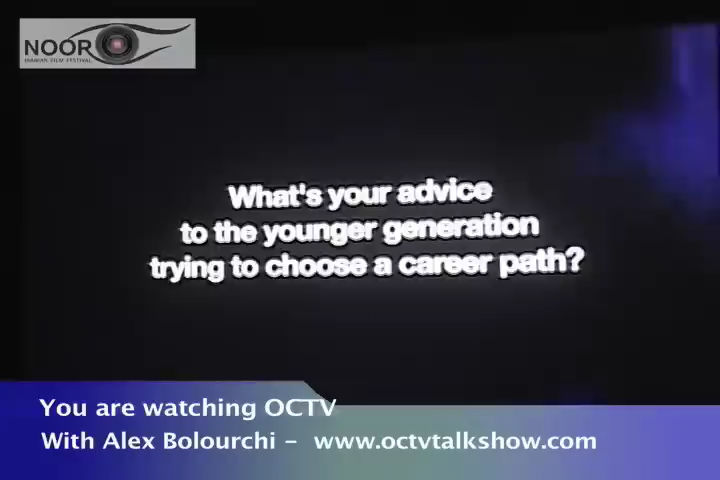 NOOR
IRANIAN FILM FESTIVAL
What's your advice
to the younger generation
trying to choose a career path?
You are watching OCTV
With Alex Bolourchi - www.octvtalkshow.com